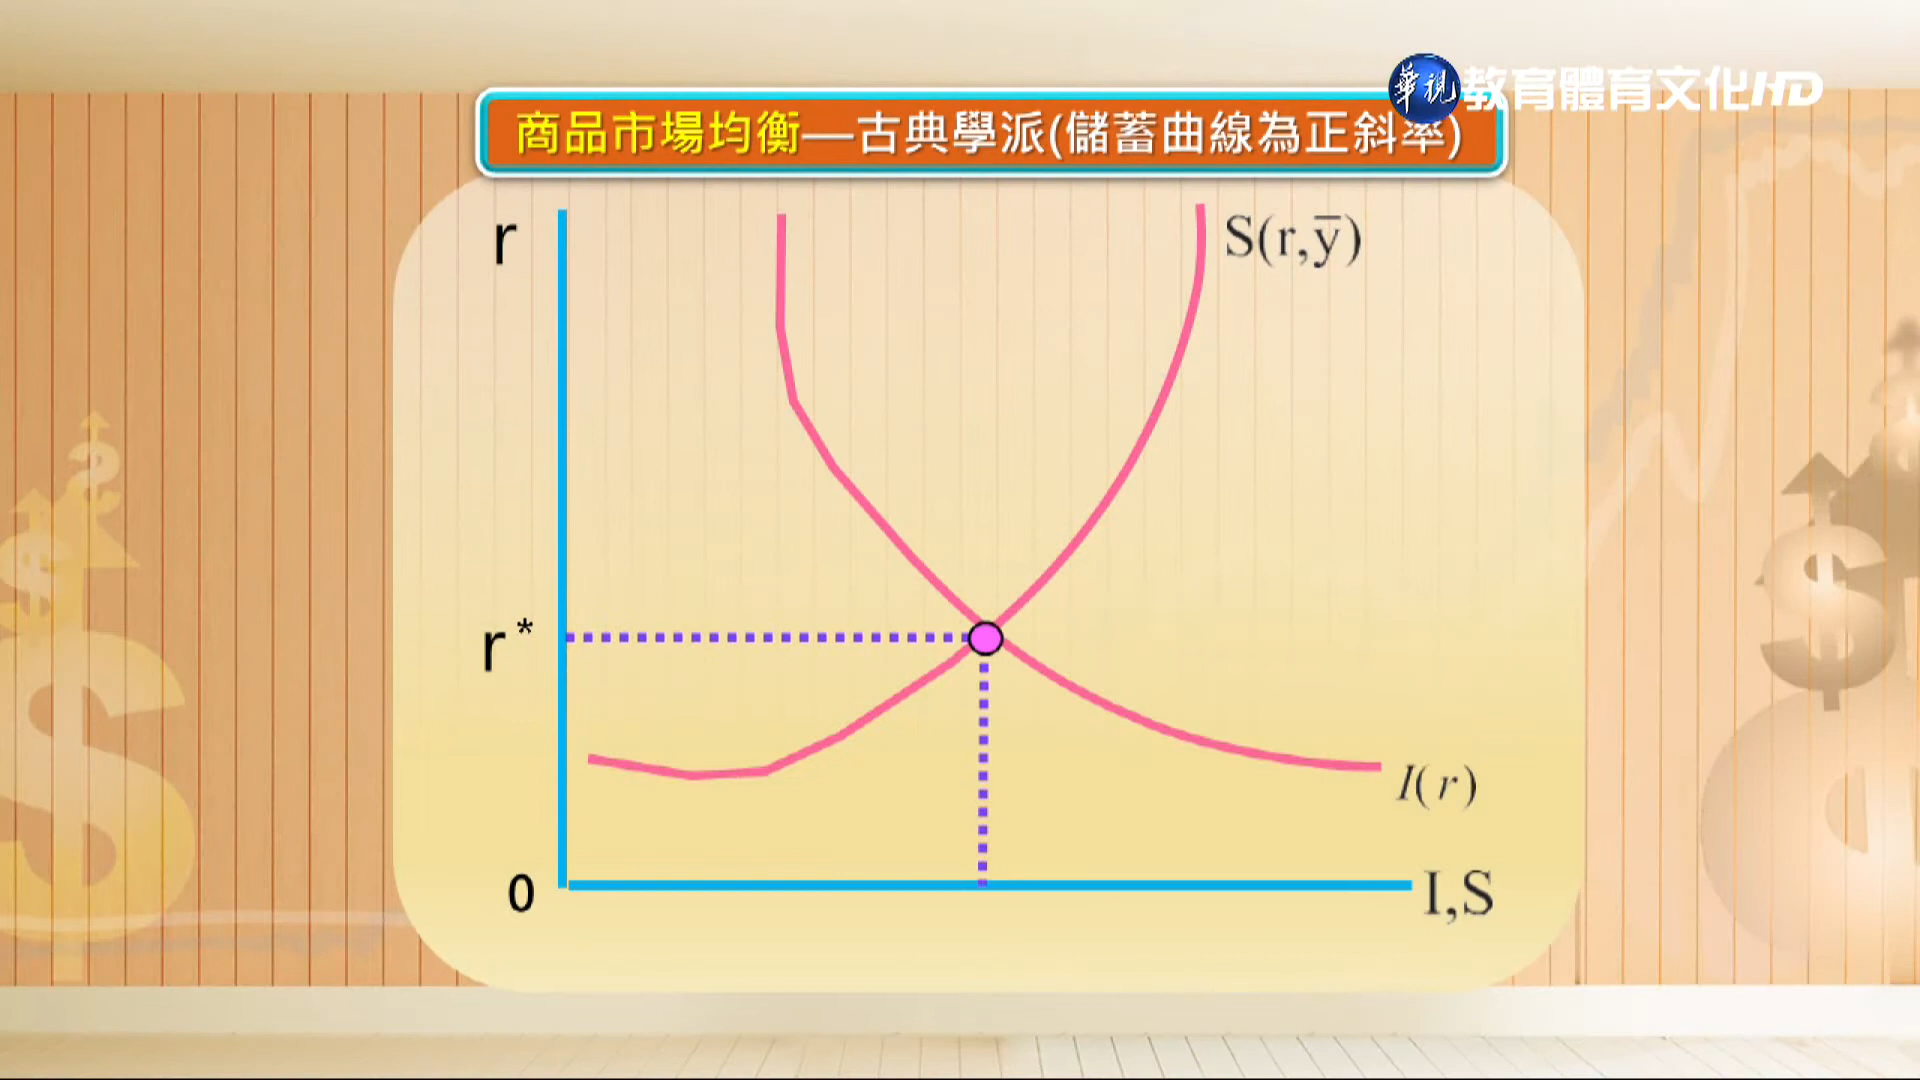 華視 教育體育文化HD
商品市場均衡—古典學派(儲蓄曲線為正斜率)
r
S(r,y̅)
r*
I(r)
0
I,S